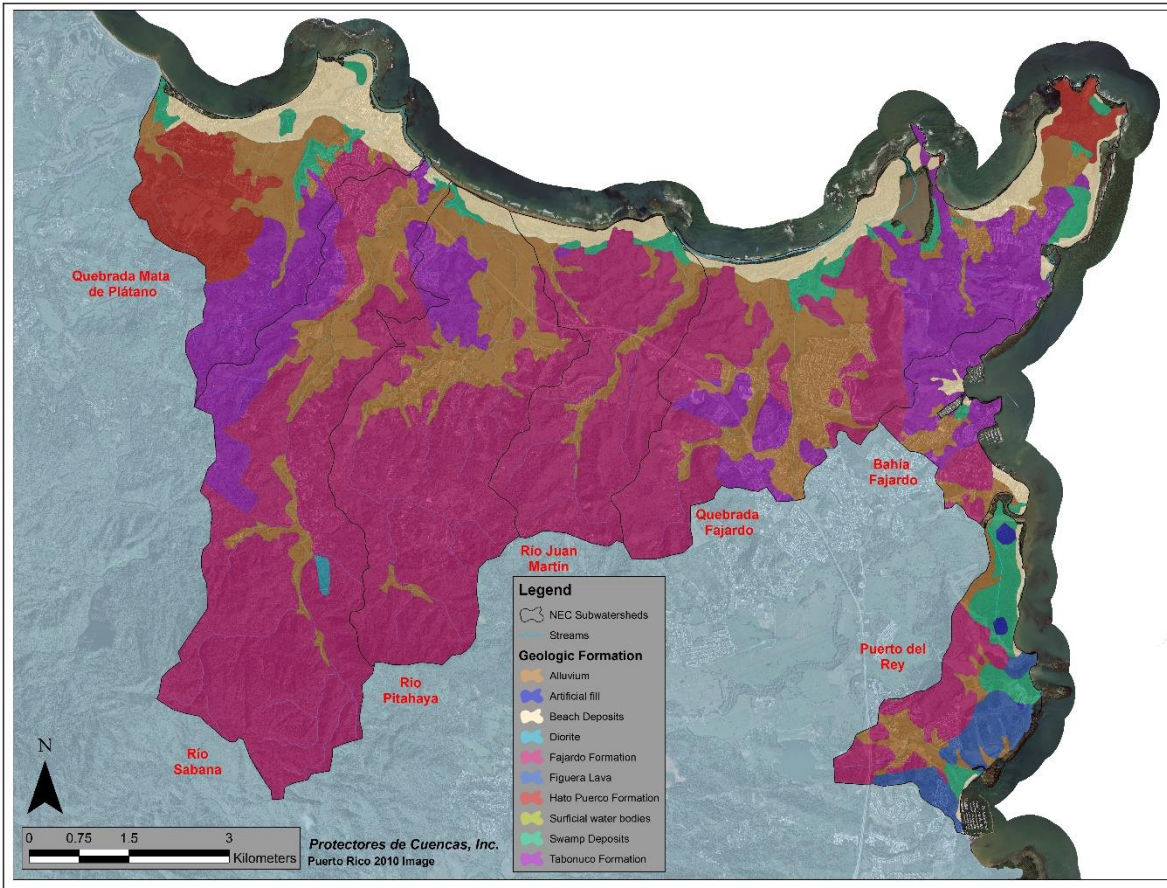 Quebrada Mata
de Plátano
Bahía
Fajardo
Quebrada
Fajardo
Río Juan
Martín
Puerto del
Rey
Río
Pitahaya
Río
Sabana
Legend
NEC Subwatersheds
Streams
Geologic Formation
Alluvium
Artificial fill
Beach Deposits
Diorite
Fajardo Formation
Figuera Lava
Hato Puerco Formation
Surficial water bodies
Swamp Deposits
Tabonuco Formation
N
0 0.75 1.5 3
Kilometers
Protectores de Cuencas, Inc.
Puerto Rico 2010 Image